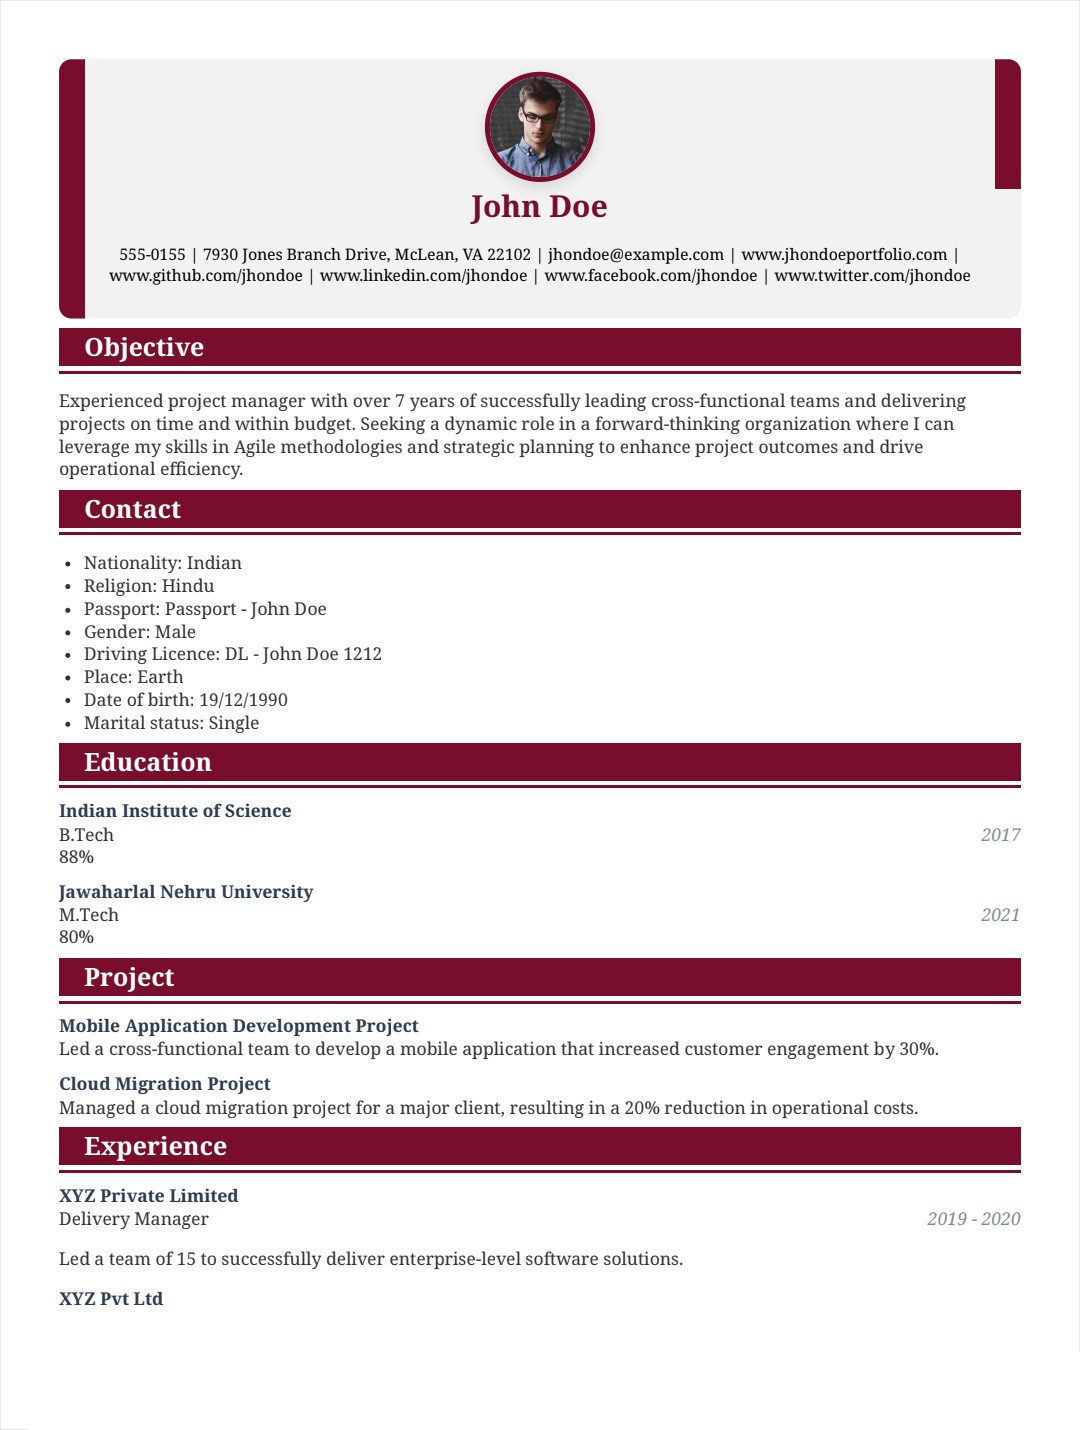 John Doe
555-0155 | 7930 Jones Branch Drive, McLean, VA 22102 | jhondoe@example.com | www.jhondoeportfolio.com |
www.github.com/jhondoe | www.linkedin.com/jhondoe | www.facebook.com/jhondoe | www.twitter.com/jhondoe
Objective
Experienced project manager with over 7 years of successfully leading cross-functional teams and delivering
projects on time and within budget. Seeking a dynamic role in a forward-thinking organization where I can
leverage my skills in Agile methodologies and strategic planning to enhance project outcomes and drive
operational efficiency.
Contact
• Nationality: Indian
• Religion: Hindu
• Passport: Passport - John Doe
• Gender: Male
• Driving Licence: DL - John Doe 1212
• Place: Earth
• Date of birth: 19/12/1990
• Marital status: Single
Education
Indian Institute of Science
B.Tech 2017
88%
Jawaharlal Nehru University
M.Tech 2021
80%
Project
Mobile Application Development Project
Led a cross-functional team to develop a mobile application that increased customer engagement by 30%.
Cloud Migration Project
Managed a cloud migration project for a major client, resulting in a 20% reduction in operational costs.
Experience
XYZ Private Limited
Delivery Manager 2019 - 2020
Led a team of 15 to successfully deliver enterprise-level software solutions.
XYZ Pvt Ltd